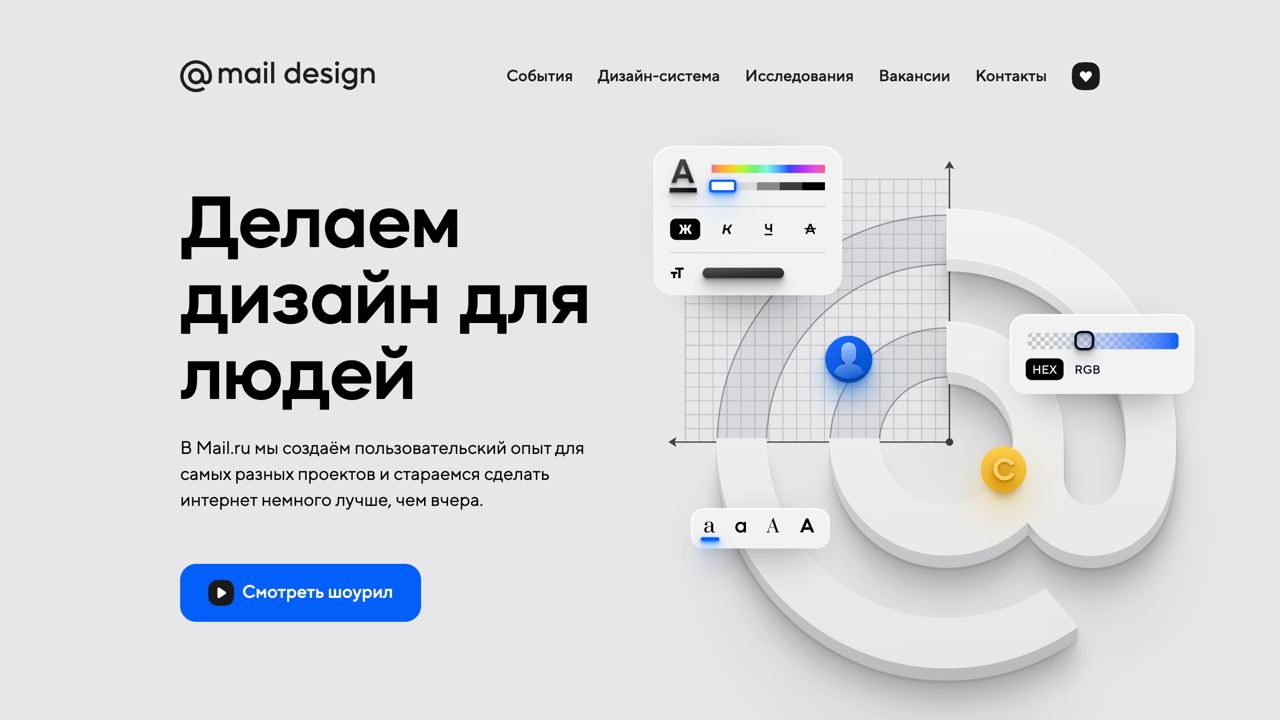 @mail design
События Дизайн-система Исследования Вакансии Контакты
Делаем
дизайн для
людей
В Mail.ru мы создаём пользовательский опыт для
самых разных проектов и стараемся сделать
интернет немного лучше, чем вчера.
Смотреть шоурил
A
Ж К Ч A
тТ
HEX RGB
C
a a A A